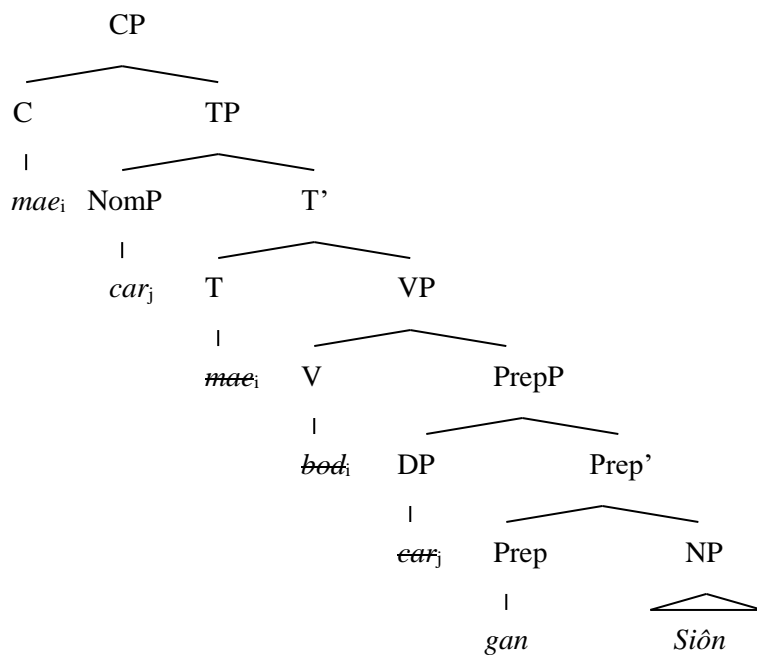 CP
C TP
maeᵢ NomP T’
carⱼ T VP
maeᵢ V PrepP
bodᵢ DP Prep’
carⱼ Prep NP
gan Siôn